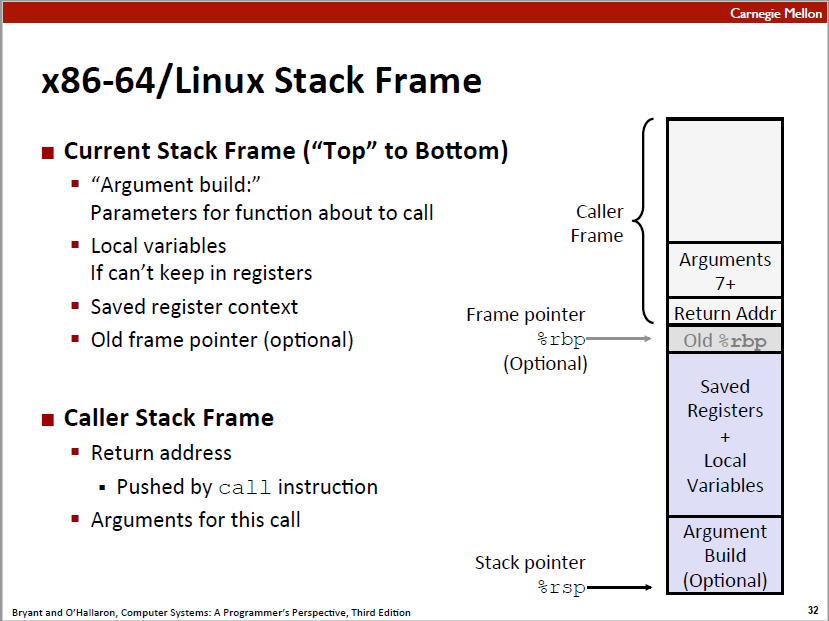 Carnegie Mellon
x86-64/Linux Stack Frame
Current Stack Frame (“Top” to Bottom)
“Argument build:”
Parameters for function about to call
Local variables
If can’t keep in registers
Saved register context
Old frame pointer (optional)
Caller Stack Frame
Return address
Pushed by call instruction
Arguments for this call
Caller
Frame
Frame pointer
%rbp
(Optional)
Stack pointer
%rsp
Arguments
7+
Return Addr
Old %rbp
Saved
Registers
+
Local
Variables
Argument
Build
(Optional)
Bryant and O’Hallaron, Computer Systems: A Programmer’s Perspective, Third Edition
32